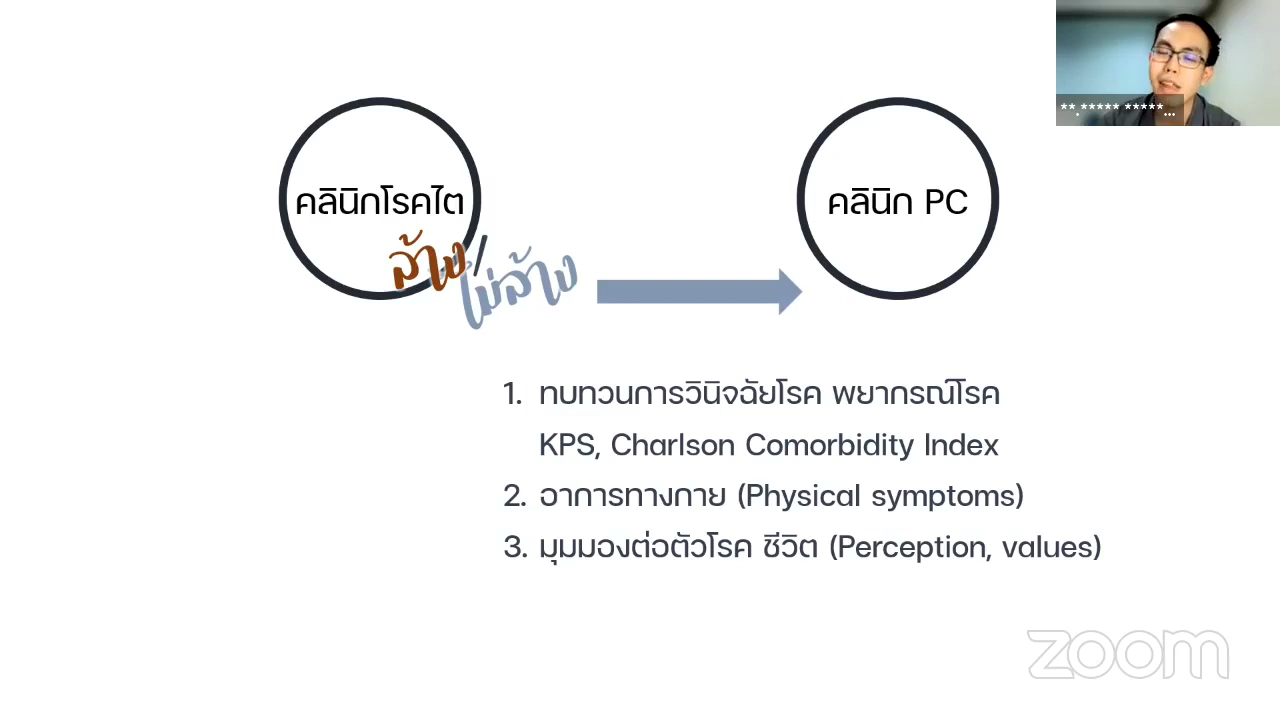 **.***** *****...
คลินิกโรคไต
คลินิก PC
ล้าง/
ไม่ล้าง
1. ทบทวนการวินิจฉัยโรค พยากรณ์โรค
KPS, Charlson Comorbidity Index
2. อาการทางกาย (Physical symptoms)
3. มุมมองต่อตัวโรค ชีวิต (Perception, values)
zoom